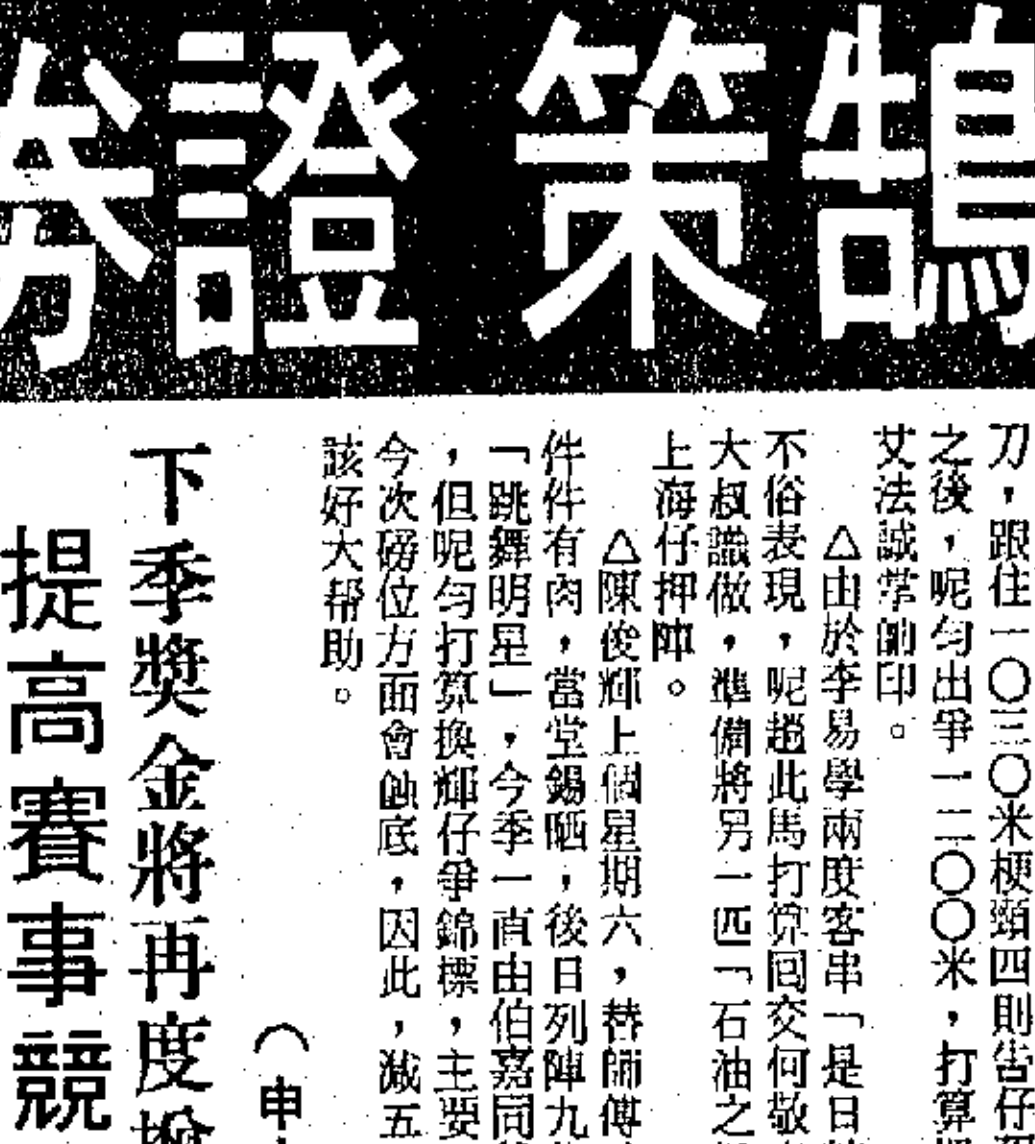 鵠策證券
刀，跟住一〇三〇米梗頸四則告仔
之後，呢勻出爭一二〇〇米，打算
艾法誠掌帥印。
△由於李易學兩度客串「是日
不俗表現，呢趟此馬打算回交何敬
大叔識做，準備將另一匹「石油之
上海仔押陣。
△陳俊輝上個星期六，替師傅
件件有肉，當堂錫晒，後日列陣九
「跳舞明星」，今季一直由伯嘉同
，但呢勻打算換輝仔爭錦標，主要
今次磅位方面會蝕底，因此，減五
該好大帮助。
（申
下季獎金將再度
提高賽事競